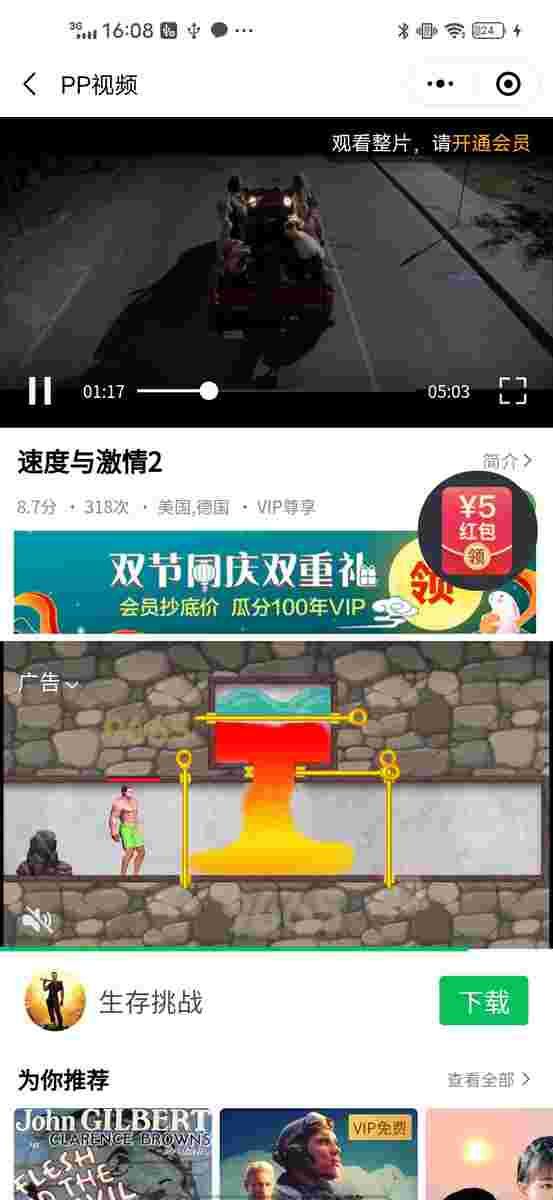 3G 16:08 24
PP视频
观看整片，请开通会员
01:17 05:03
速度与激情2
简介
8.7分 · 318次 · 美国,德国 · VIP尊享
¥5
红包
领
双节同庆双重礼
领
会员抄底价 瓜分100年VIP
广告
生存挑战
下载
为你推荐
查看全部
John GILBERT
CLARENCE BROWN'S
VIP免费
FLESH